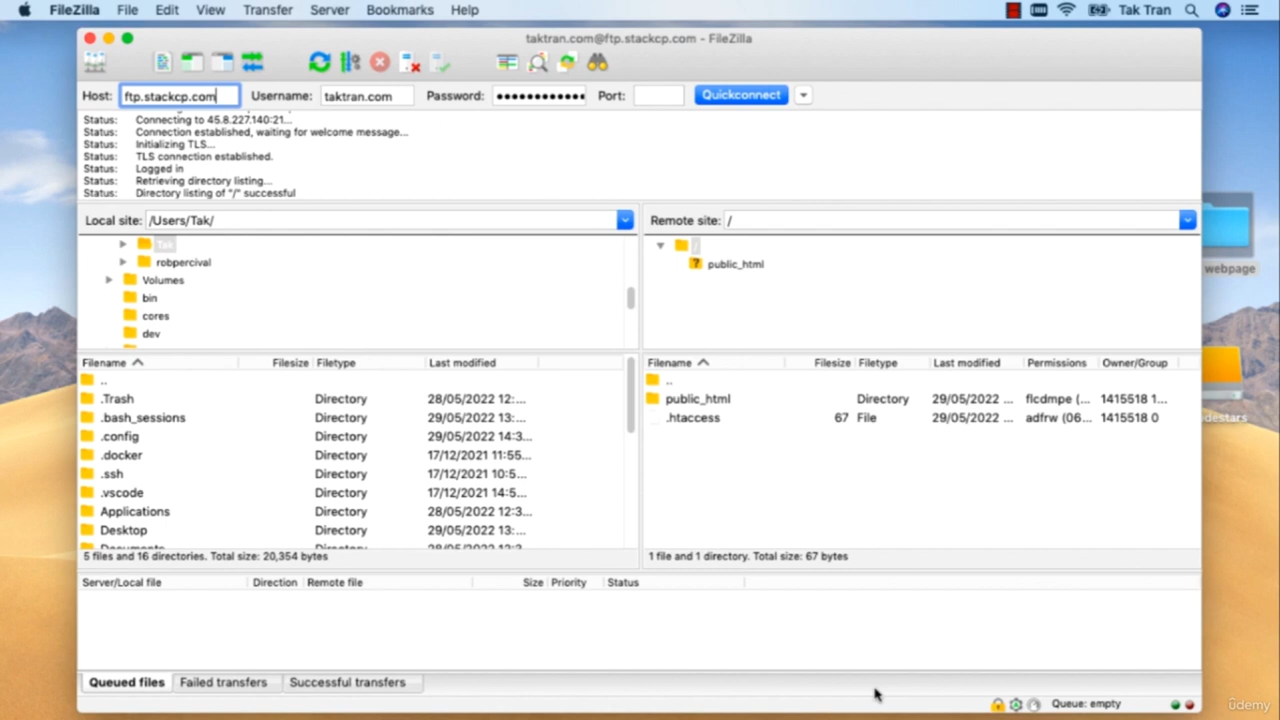 FileZilla File Edit View Transfer Server Bookmarks Help Tak Tran
taktran.com@ftp.stackcp.com - FileZilla
Host: ftp.stackcp.com Username: taktran.com Password: ••••••••••••• Port: Quickconnect
Status: Connecting to 45.8.227.140:21...
Status: Connection established, waiting for welcome message...
Status: Initializing TLS...
Status: TLS connection established.
Status: Logged in
Status: Retrieving directory listing...
Status: Directory listing of "/" successful
Local site: /Users/Tak/
Tak
robpercival
Volumes
bin
cores
dev
Remote site: /
/
public_html
webpage
Filename Filesize Filetype Last modified
..
.Trash Directory 28/05/2022 12:...
.bash_sessions Directory 29/05/2022 13:...
.config Directory 29/05/2022 14:3...
.docker Directory 17/12/2021 11:55...
.ssh Directory 17/12/2021 10:5...
.vscode Directory 17/12/2021 14:5...
Applications Directory 28/05/2022 12:3...
Desktop Directory 29/05/2022 13:...
Documents Directory 28/05/2022 12:3...
5 files and 16 directories. Total size: 20,354 bytes
Filename Filesize Filetype Last modified Permissions Owner/Group
..
public_html Directory 29/05/2022 ... flcdmpe (... 1415518 1...
.htaccess 67 File 29/05/2022 ... adfrw (06... 1415518 0
1 file and 1 directory. Total size: 67 bytes
destars
Server/Local file Direction Remote file Size Priority Status
Queued files Failed transfers Successful transfers
Queue: empty
ûdemy